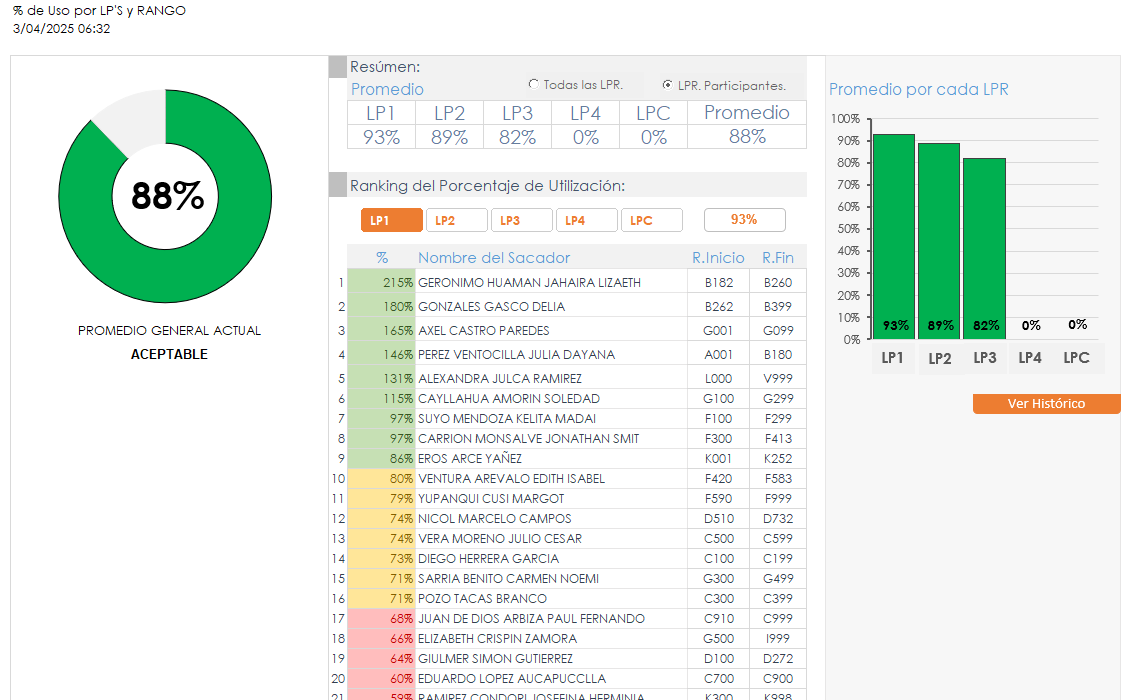 % de Uso por LP'S y RANGO
3/04/2025 06:32
88%
PROMEDIO GENERAL ACTUAL
ACEPTABLE
Resúmen:
Promedio
Todas las LPR.
LPR. Participantes.
LP1 LP2 LP3 LP4 LPC Promedio
93% 89% 82% 0% 0% 88%
Ranking del Porcentaje de Utilización:
LP1 LP2 LP3 LP4 LPC 93%
% Nombre del Sacador R.Inicio R.Fin
1 215% GERONIMO HUAMAN JAHAIRA LIZAETH B182 B260
2 180% GONZALES GASCO DELIA B262 B399
3 165% AXEL CASTRO PAREDES G001 G099
4 146% PEREZ VENTOCILLA JULIA DAYANA A001 B180
5 131% ALEXANDRA JULCA RAMIREZ L000 V999
6 115% CAYLLAHUA AMORIN SOLEDAD G100 G299
7 97% SUYO MENDOZA KELITA MADAI F100 F299
8 97% CARRION MONSALVE JONATHAN SMIT F300 F413
9 86% EROS ARCE YAÑEZ K001 K252
10 80% VENTURA AREVALO EDITH ISABEL F420 F583
11 79% YUPANQUI CUSI MARGOT F590 F999
12 74% NICOL MARCELO CAMPOS D510 D732
13 74% VERA MORENO JULIO CESAR C500 C599
14 73% DIEGO HERRERA GARCIA C100 C199
15 71% SARRIA BENITO CARMEN NOEMI G300 G499
16 71% POZO TACAS BRANCO C300 C399
17 68% JUAN DE DIOS ARBIZA PAUL FERNANDO C910 C999
18 66% ELIZABETH CRISPIN ZAMORA G500 I999
19 64% GIULMER SIMON GUTIERREZ D100 D272
20 60% EDUARDO LOPEZ AUCAPUCCLLA C700 C900
21 59% RAMIREZ CONDORI JOSEFINA HERMINIA K300 K998
Promedio por cada LPR
100%
90%
80%
70%
60%
50%
40%
30%
20%
10%
0%
93% 89% 82% 0% 0%
LP1 LP2 LP3 LP4 LPC
Ver Histórico